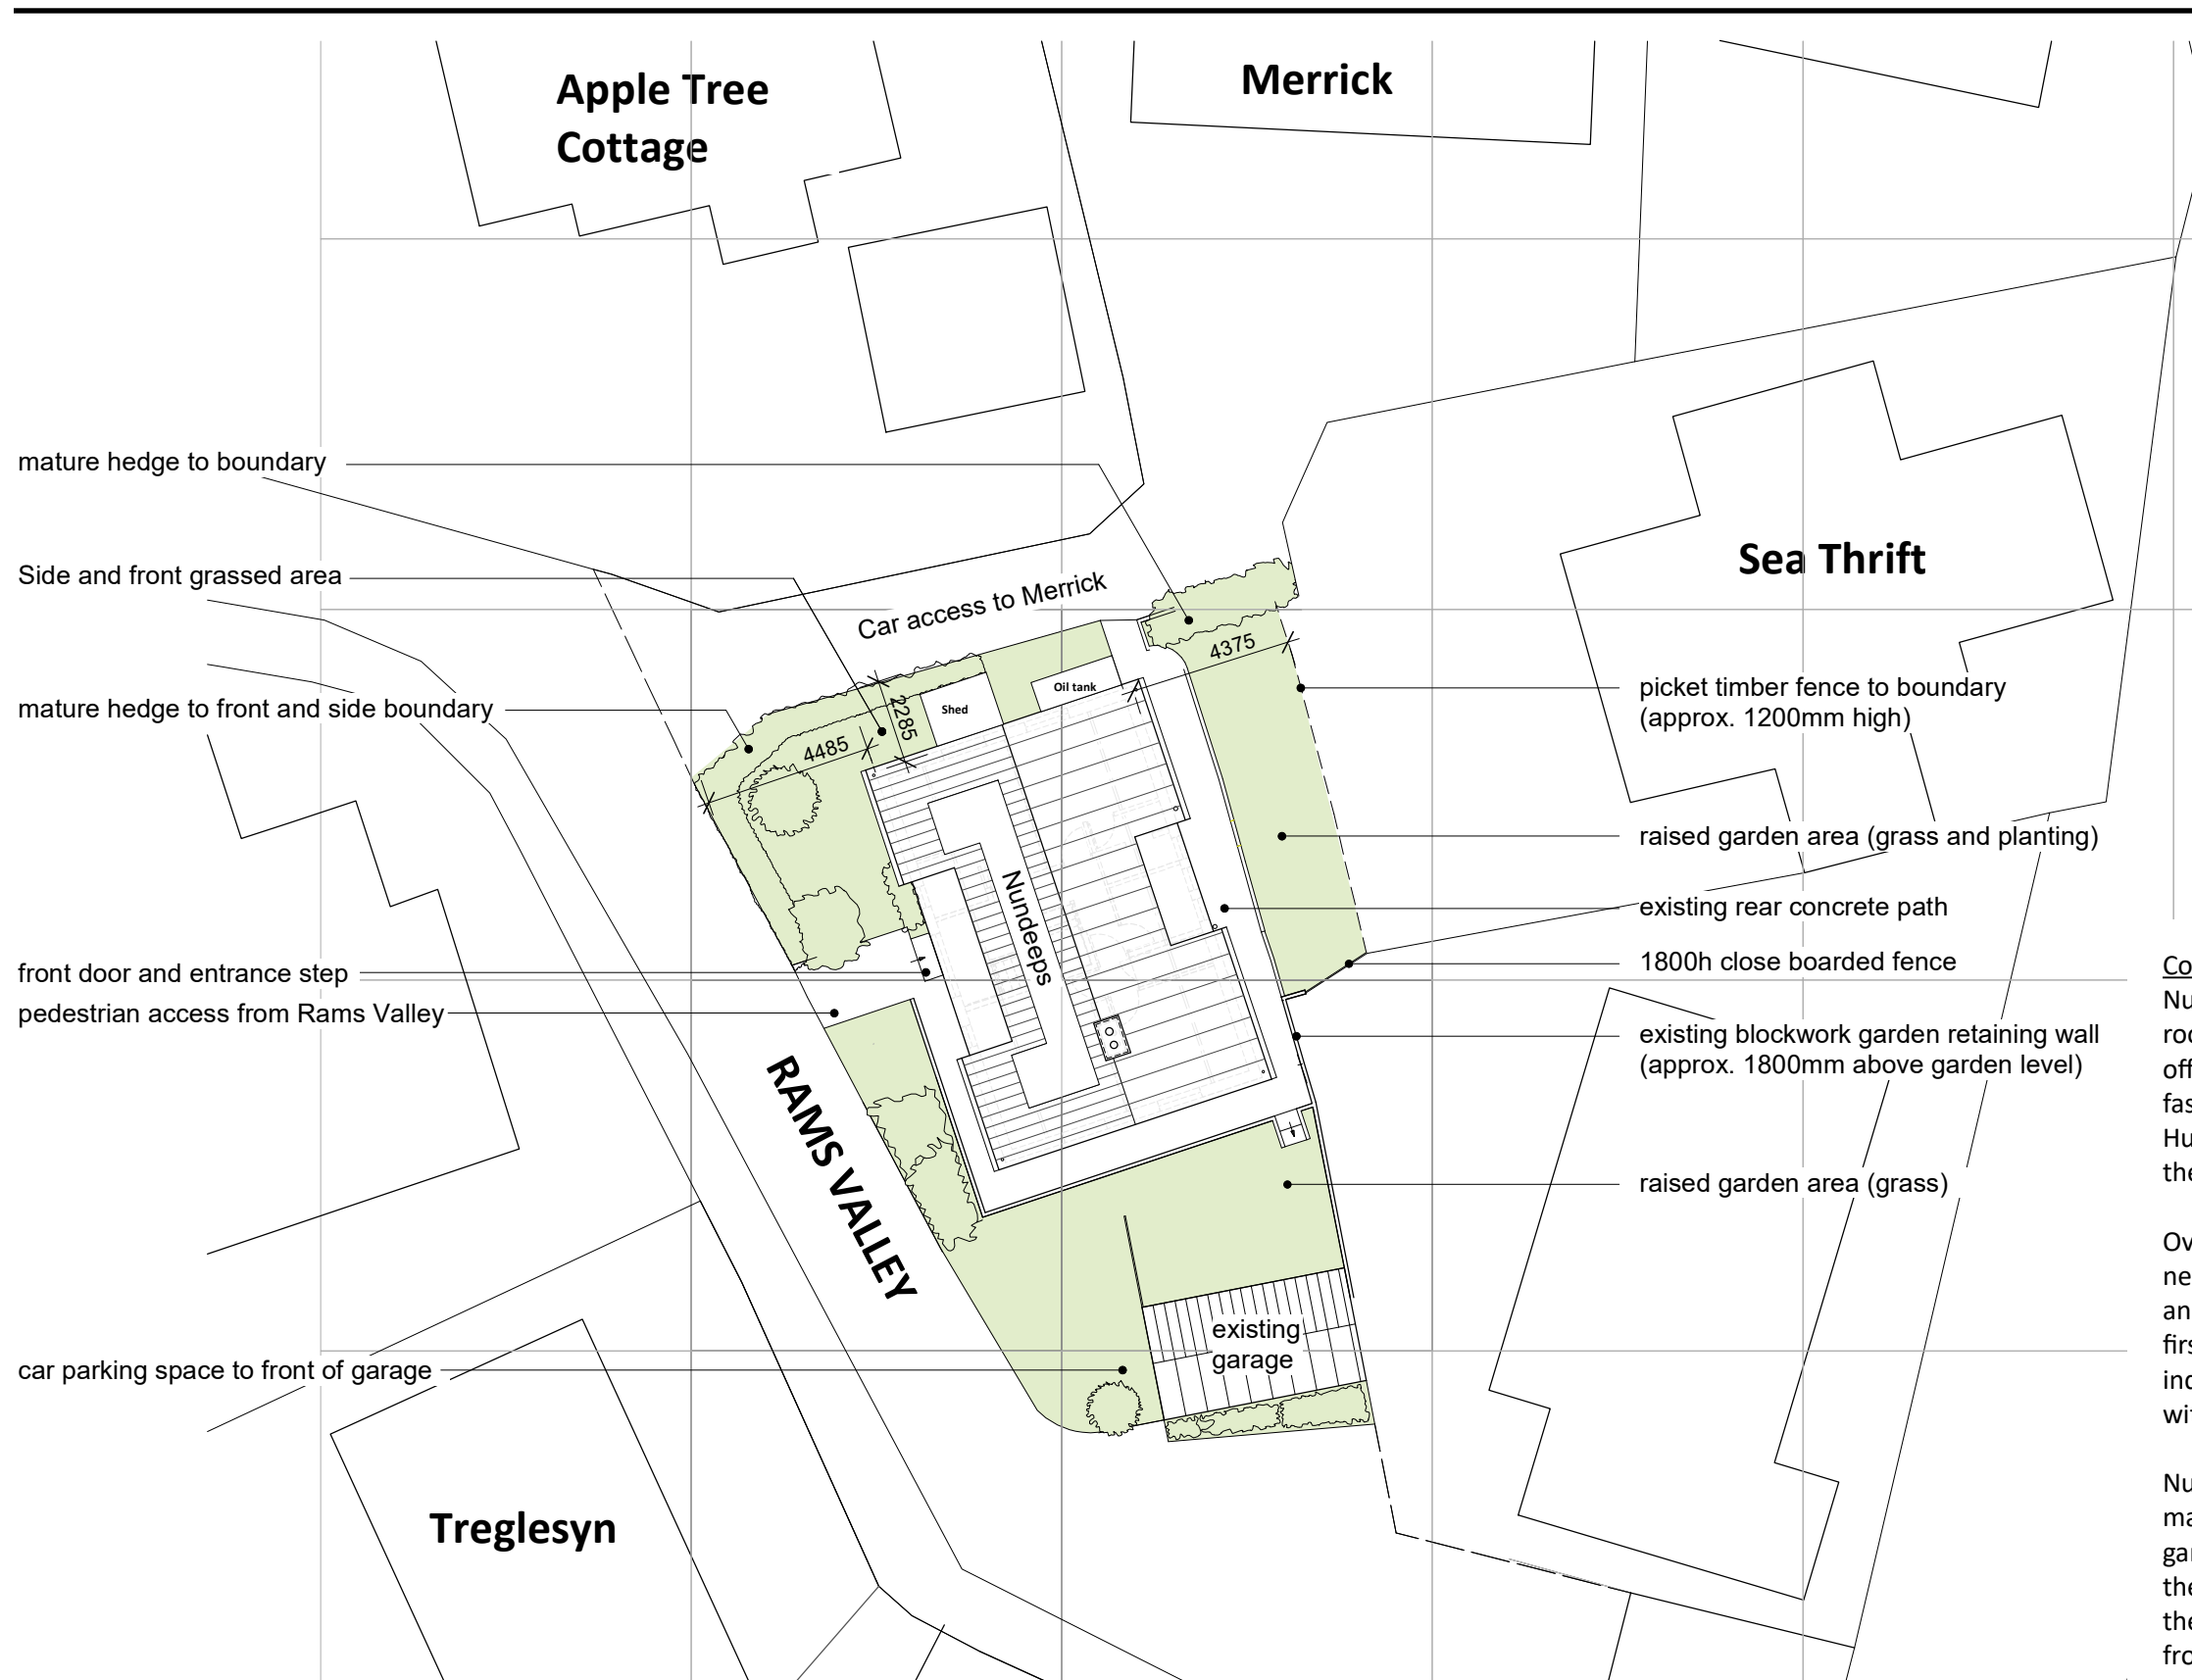 Apple Tree
Cottage
Merrick
mature hedge to boundary
Side and front grassed area
Car access to Merrick
Sea Thrift
4375
picket timber fence to boundary
(approx. 1200mm high)
mature hedge to front and side boundary
Oil tank
Shed
2285
4485
raised garden area (grass and planting)
Nundeeps
existing rear concrete path
front door and entrance step
1800h close boarded fence
pedestrian access from Rams Valley
existing blockwork garden retaining wall
(approx. 1800mm above garden level)
RAMS VALLEY
raised garden area (grass)
existing
garage
car parking space to front of garage
Treglesyn